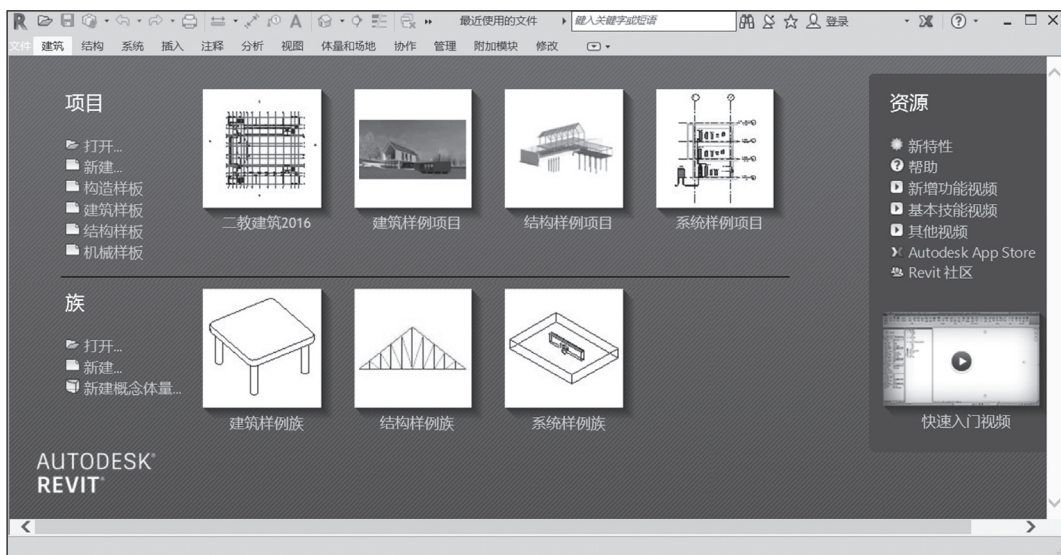 最近使用的文件 键入关键字或短语 登录
文件 建筑 结构 系统 插入 注释 分析 视图 体量和场地 协作 管理 附加模块 修改
项目
打开...
新建...
构造样板
建筑样板
结构样板
机械样板
二教建筑2016 建筑样例项目 结构样例项目 系统样例项目
族
打开...
新建...
新建概念体量...
建筑样例族 结构样例族 系统样例族
AUTODESK®
REVIT®
资源
新特性
帮助
新增功能视频
基本技能视频
其他视频
Autodesk App Store
Revit 社区
快速入门视频